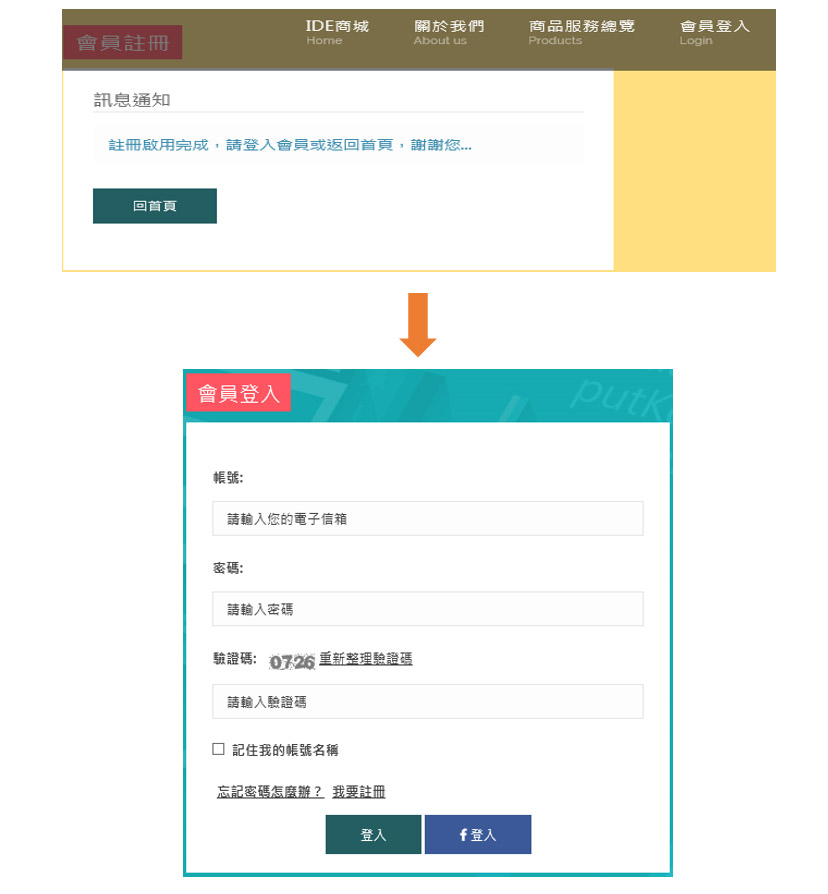 會員註冊
IDE商城 關於我們 商品服務總覽 會員登入
Home About us Products Login
訊息通知
註冊啟用完成，請登入會員或返回首頁，謝謝您...
回首頁
putK
會員登入
帳號:
請輸入您的電子信箱
密碼:
請輸入密碼
驗證碼: 0726 重新整理驗證碼
請輸入驗證碼
記住我的帳號名稱
忘記密碼怎麼辦？ 我要註冊
登入 f登入